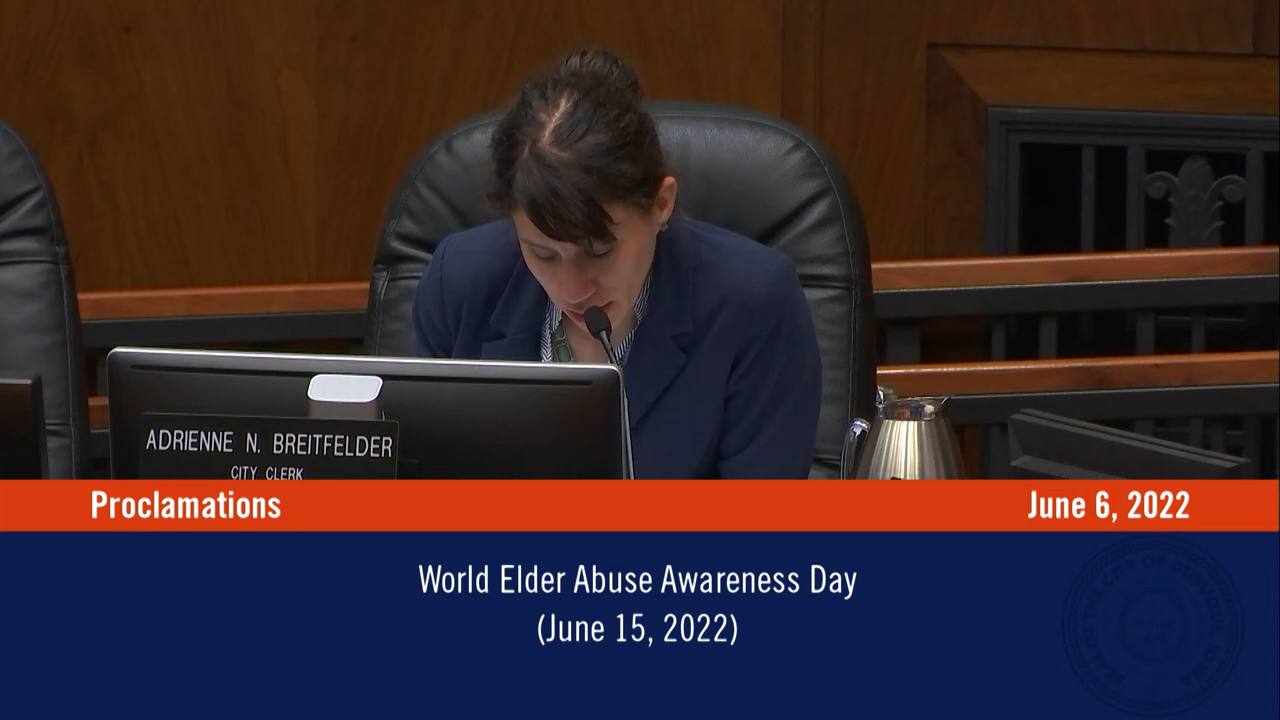 ADRIENNE N. BREITFELDER
CITY CLERK
Proclamations
June 6, 2022
World Elder Abuse Awareness Day
(June 15, 2022)